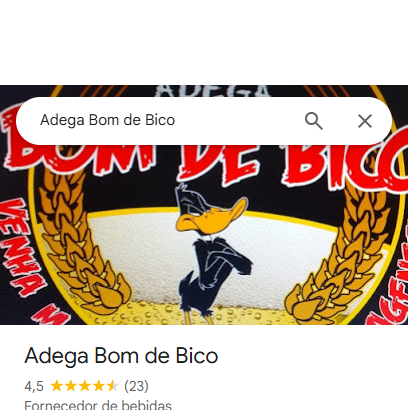 ADEGA
Adega Bom de Bico
BOM DE BICO
VENHA
Adega Bom de Bico
4,5 (23)
Fornecedor de bebidas